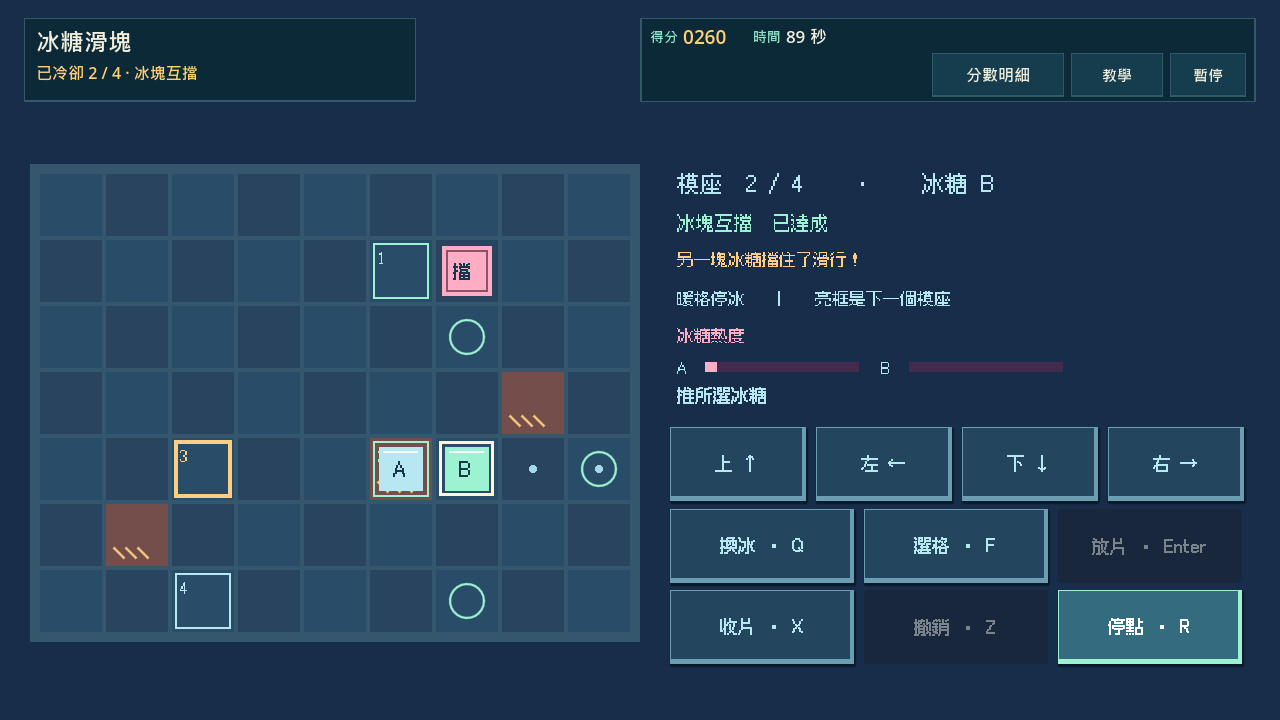 冰糖滑塊
已冷卻 2 / 4 · 冰塊互擋
得分 0260 時間 89 秒
分數明細 教學 暫停
模座 2 / 4 · 冰糖 B
冰塊互擋 已達成
另一塊冰糖擋住了滑行！
暖格停冰 | 亮框是下一個模座
冰糖熱度
A B
推所選冰糖
上 ↑ 左 ← 下 ↓ 右 →
換冰 · Q 選格 · F 放片 · Enter
收片 · X 撤銷 · Z 停點 · R
1 擋
3 A B
4